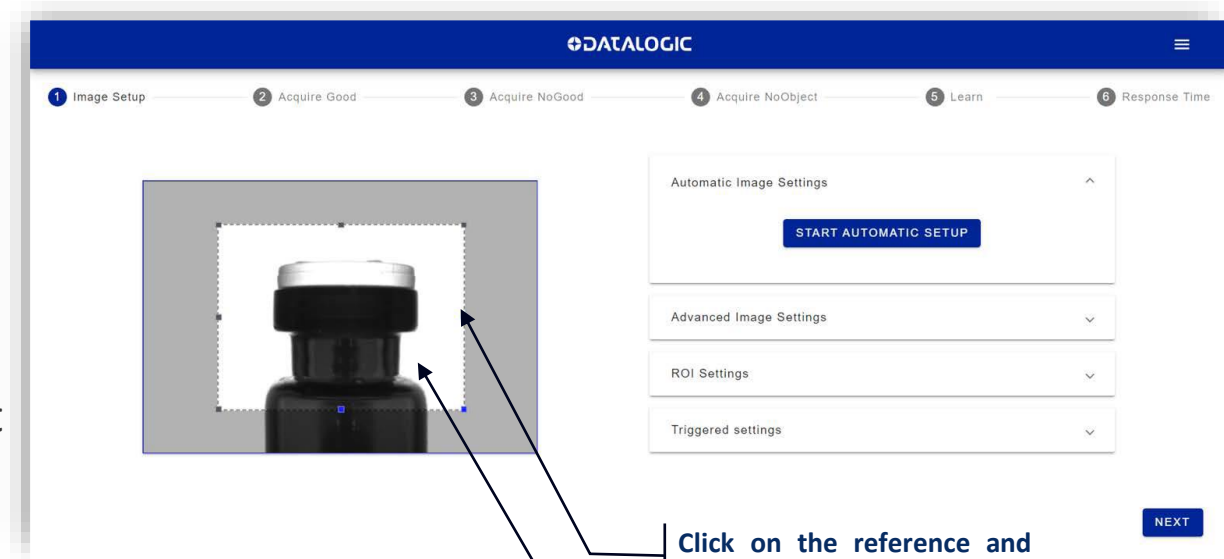 DATALOGIC
1 Image Setup 2 Acquire Good 3 Acquire NoGood 4 Acquire NoObject 5 Learn 6 Response Time
Automatic Image Settings
START AUTOMATIC SETUP
Advanced Image Settings
ROI Settings
Triggered settings
NEXT
Click on the reference and